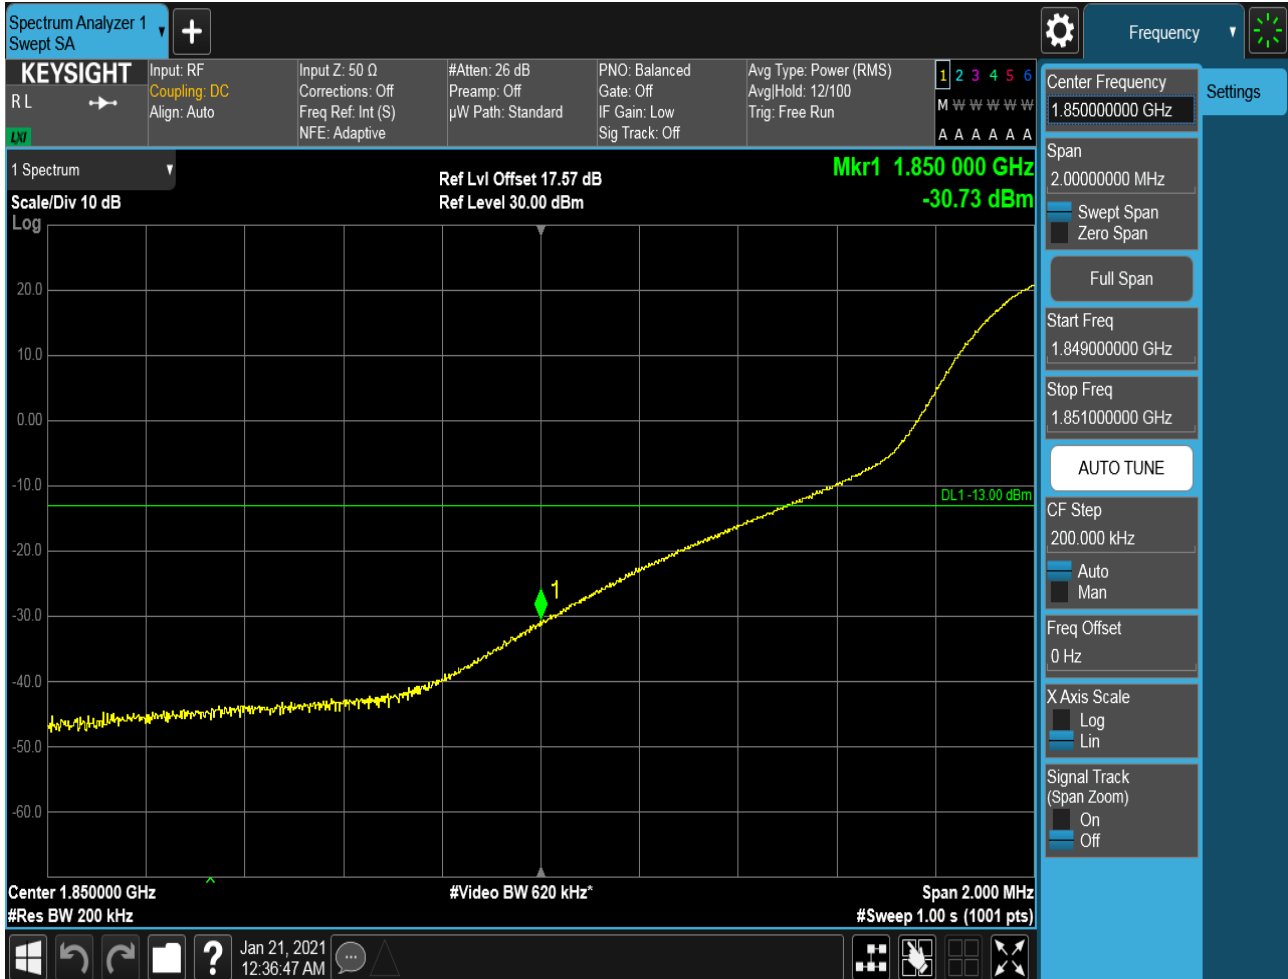 Spectrum Analyzer 1
Swept SA
+
Frequency
KEYSIGHT
R L
LXI
Input: RF
Coupling: DC
Align: Auto
Input Z: 50 Ω
Corrections: Off
Freq Ref: Int (S)
NFE: Adaptive
#Atten: 26 dB
Preamp: Off
µW Path: Standard
PNO: Balanced
Gate: Off
IF Gain: Low
Sig Track: Off
Avg Type: Power (RMS)
Avg|Hold: 12/100
Trig: Free Run
1 2 3 4 5 6
M W W W W W
A A A A A A
1 Spectrum
Scale/Div 10 dB
Log
Ref Lvl Offset 17.57 dB
Ref Level 30.00 dBm
Mkr1 1.850 000 GHz
-30.73 dBm
20.0
10.0
0.00
-10.0
DL1 -13.00 dBm
-20.0
1
-30.0
-40.0
-50.0
-60.0
Center 1.850000 GHz
#Video BW 620 kHz*
Span 2.000 MHz
#Res BW 200 kHz
#Sweep 1.00 s (1001 pts)
Center Frequency
1.850000000 GHz
Settings
Span
2.00000000 MHz
Swept Span
Zero Span
Full Span
Start Freq
1.849000000 GHz
Stop Freq
1.851000000 GHz
AUTO TUNE
CF Step
200.000 kHz
Auto
Man
Freq Offset
0 Hz
X Axis Scale
Log
Lin
Signal Track
(Span Zoom)
On
Off
?
Jan 21, 2021
12:36:47 AM